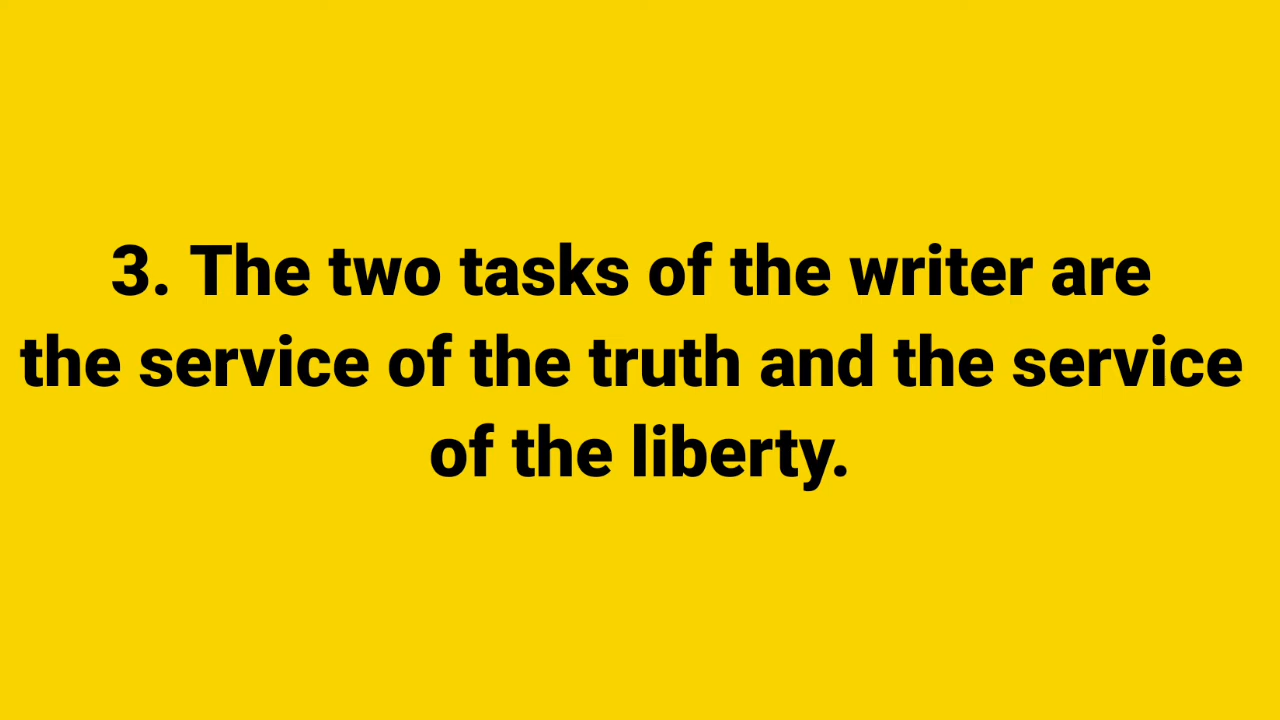 3. The two tasks of the writer are
the service of the truth and the service
of the liberty.